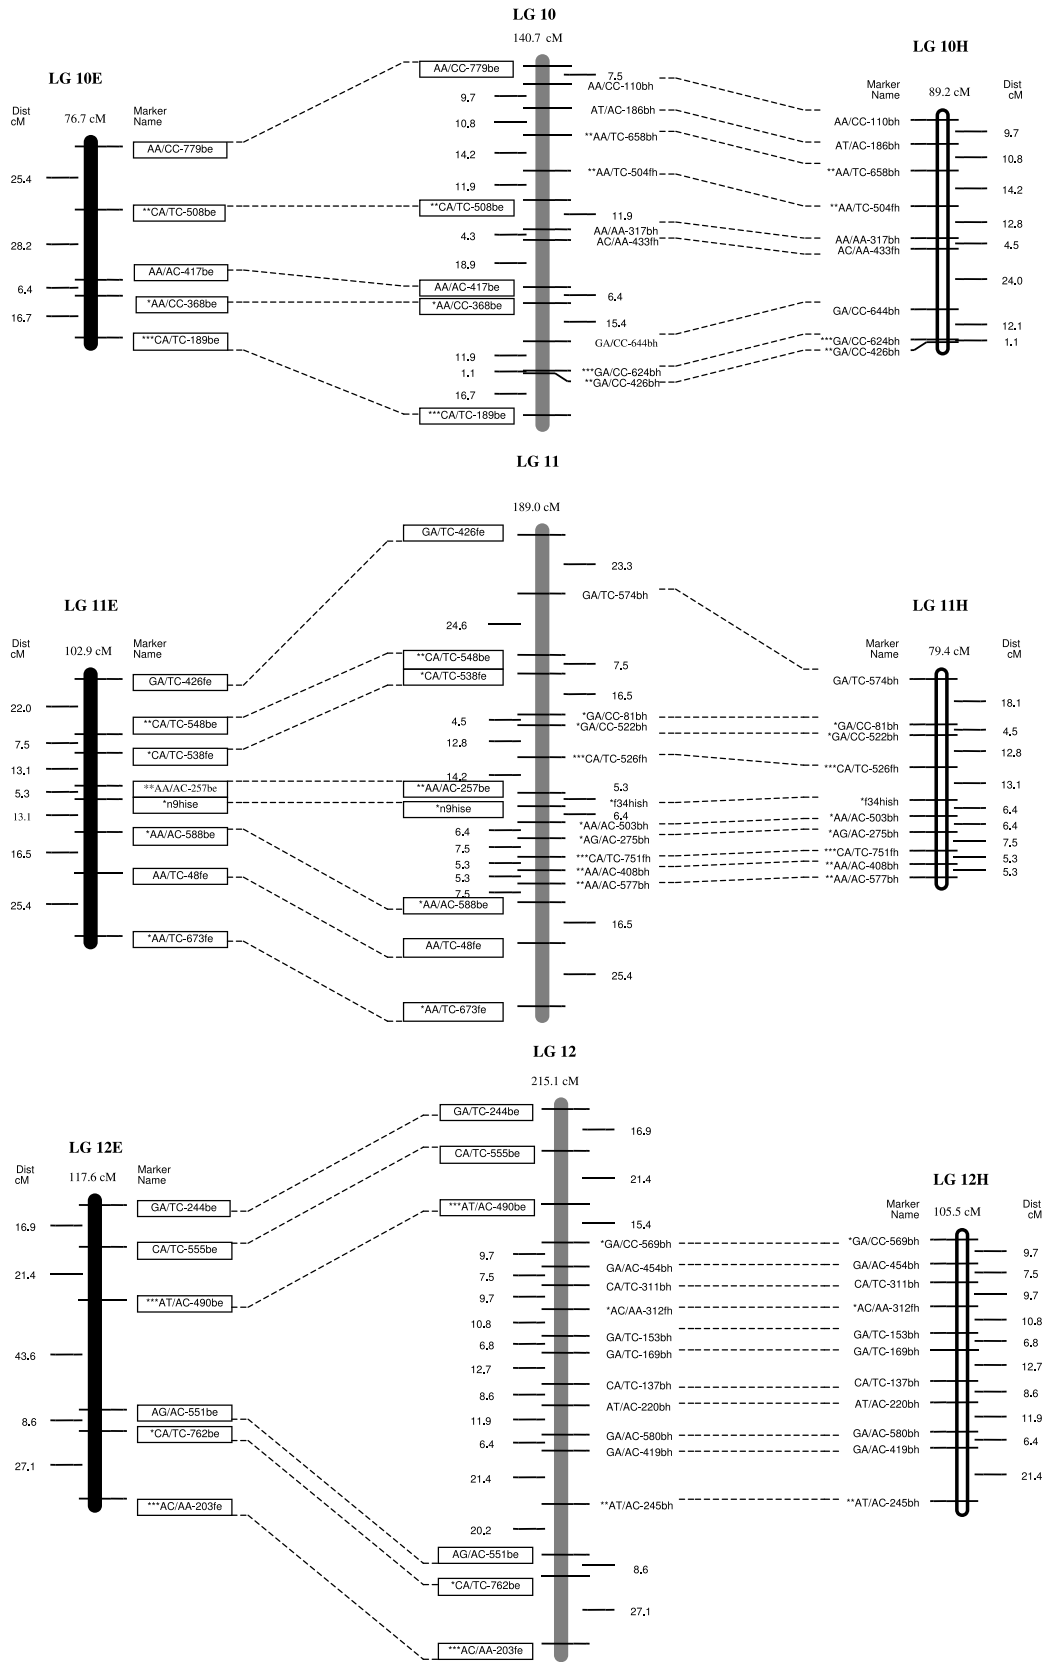 LG 10
140.7 cM
LG 10E
Dist
cM
76.7 cM
Marker
Name
AA/CC-779be
25.4
**CA/TC-508be
28.2
AA/AC-417be
6.4
*AA/CC-368be
16.7
***CA/TC-189be
AA/CC-779be
7.5
AA/CC-110bh
9.7
AT/AC-186bh
10.8
**AA/TC-658bh
14.2
**AA/TC-504fh
11.9
**CA/TC-508be
11.9
AA/AA-317bh
4.3
AC/AA-433fh
18.9
AA/AC-417be
6.4
*AA/CC-368be
15.4
GA/CC-644bh
11.9
***GA/CC-624bh
1.1
**GA/CC-426bh
16.7
***CA/TC-189be
LG 10H
Marker
Name
89.2 cM
Dist
cM
AA/CC-110bh
9.7
AT/AC-186bh
10.8
**AA/TC-658bh
14.2
**AA/TC-504fh
12.8
AA/AA-317bh
4.5
AC/AA-433fh
24.0
GA/CC-644bh
12.1
***GA/CC-624bh
1.1
**GA/CC-426bh
LG 11
189.0 cM
LG 11E
Dist
cM
102.9 cM
Marker
Name
GA/TC-426fe
22.0
**CA/TC-548be
7.5
*CA/TC-538fe
13.1
**AA/AC-257be
5.3
*n9hise
13.1
*AA/AC-588be
16.5
AA/TC-48fe
25.4
*AA/TC-673fe
GA/TC-426fe
23.3
GA/TC-574bh
24.6
**CA/TC-548be
7.5
*CA/TC-538fe
16.5
*GA/CC-81bh
4.5
*GA/CC-522bh
12.8
***CA/TC-526fh
14.2
**AA/AC-257be
5.3
*f34hish
*n9hise
6.4
*AA/AC-503bh
6.4
*AG/AC-275bh
7.5
***CA/TC-751fh
5.3
**AA/AC-408bh
5.3
**AA/AC-577bh
7.5
*AA/AC-588be
16.5
AA/TC-48fe
25.4
*AA/TC-673fe
LG 11H
Marker
Name
79.4 cM
Dist
cM
GA/TC-574bh
18.1
*GA/CC-81bh
4.5
*GA/CC-522bh
12.8
***CA/TC-526fh
13.1
*f34hish
6.4
*AA/AC-503bh
6.4
*AG/AC-275bh
7.5
***CA/TC-751fh
5.3
**AA/AC-408bh
5.3
**AA/AC-577bh
LG 12
215.1 cM
LG 12E
Dist
cM
117.6 cM
Marker
Name
GA/TC-244be
16.9
CA/TC-555be
21.4
***AT/AC-490be
43.6
AG/AC-551be
8.6
*CA/TC-762be
27.1
***AC/AA-203fe
GA/TC-244be
16.9
CA/TC-555be
21.4
***AT/AC-490be
15.4
*GA/CC-569bh
9.7
GA/AC-454bh
7.5
CA/TC-311bh
9.7
*AC/AA-312fh
10.8
GA/TC-153bh
6.8
GA/TC-169bh
12.7
CA/TC-137bh
8.6
AT/AC-220bh
11.9
GA/AC-580bh
6.4
GA/AC-419bh
21.4
**AT/AC-245bh
20.2
AG/AC-551be
8.6
*CA/TC-762be
27.1
***AC/AA-203fe
LG 12H
Marker
Name
105.5 cM
Dist
cM
*GA/CC-569bh
9.7
GA/AC-454bh
7.5
CA/TC-311bh
9.7
*AC/AA-312fh
10.8
GA/TC-153bh
6.8
GA/TC-169bh
12.7
CA/TC-137bh
8.6
AT/AC-220bh
11.9
GA/AC-580bh
6.4
GA/AC-419bh
21.4
**AT/AC-245bh